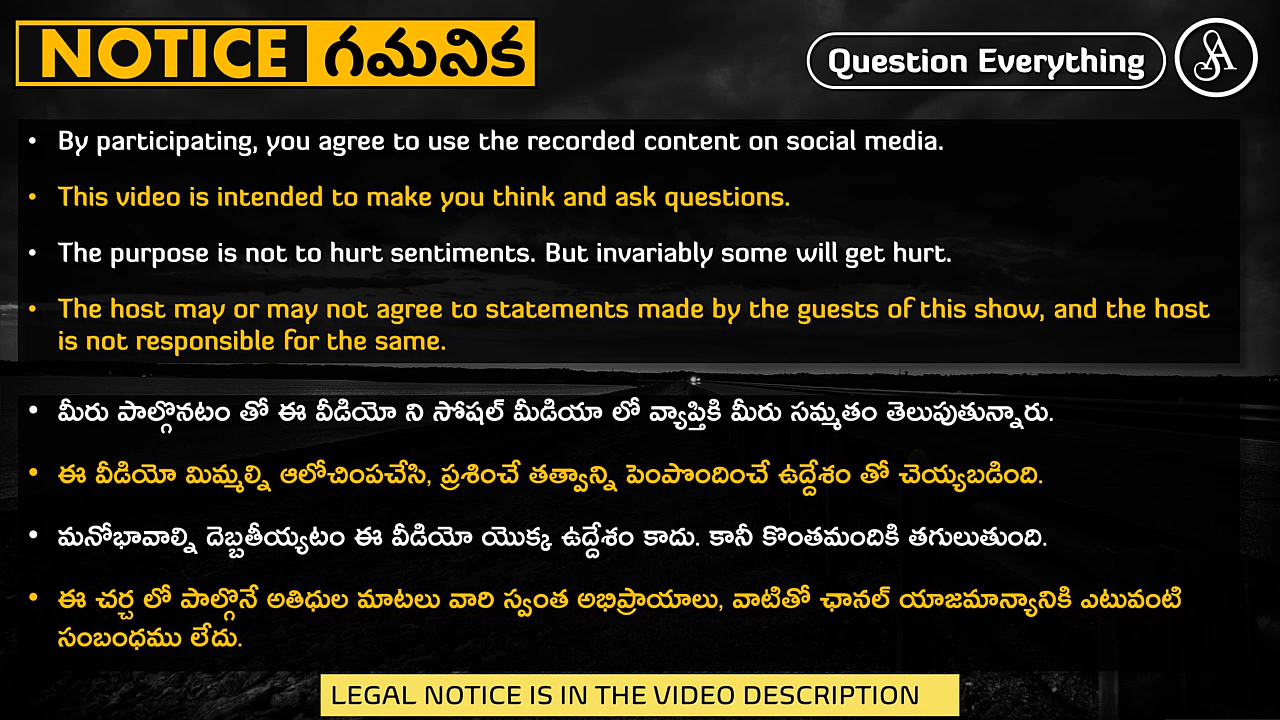 NOTICE గమనిక
Question Everything
• By participating, you agree to use the recorded content on social media.
• This video is intended to make you think and ask questions.
• The purpose is not to hurt sentiments. But invariably some will get hurt.
• The host may or may not agree to statements made by the guests of this show, and the host
is not responsible for the same.
• మీరు పాల్గొనటం తో ఈ వీడియో ని సోషల్ మీడియా లో వ్యాప్తికి మీరు సమ్మతం తెలుపుతున్నారు.
• ఈ వీడియో మిమ్మల్ని ఆలోచింపచేసి, ప్రశించే తత్వాన్ని పెంపొందించే ఉద్దేశం తో చెయ్యబడింది.
• మనోభావాల్ని దెబ్బతీయ్యటం ఈ వీడియో యొక్క ఉద్దేశం కాదు. కానీ కొంతమందికి తగులుతుంది.
• ఈ చర్చ లో పాల్గొనే అతిధుల మాటలు వారి స్వంత అభిప్రాయాలు, వాటితో ఛానల్ యాజమాన్యానికి ఎటువంటి
సంబంధము లేదు.
LEGAL NOTICE IS IN THE VIDEO DESCRIPTION